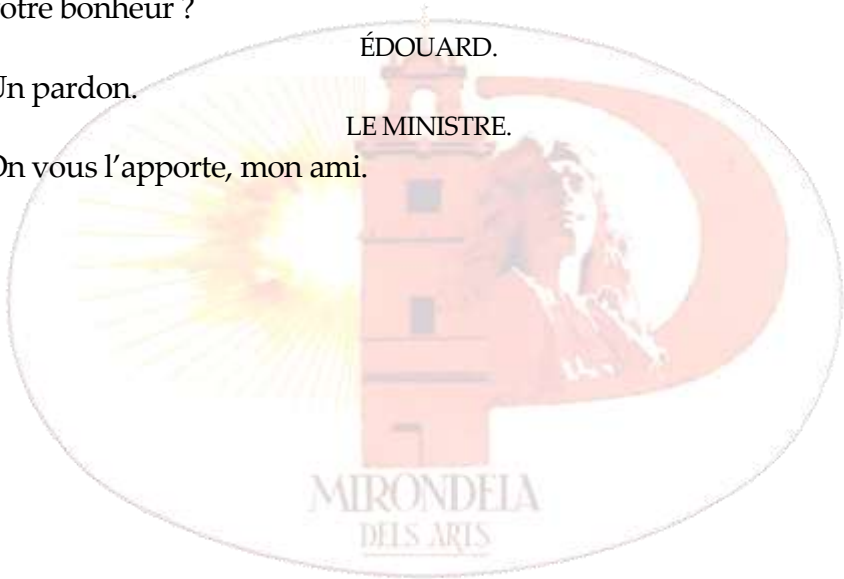 otre bonheur ?
ÉDOUARD.
Un pardon.
LE MINISTRE.
On vous l’apporte, mon ami.
MIRONDELA
DELS ARTS